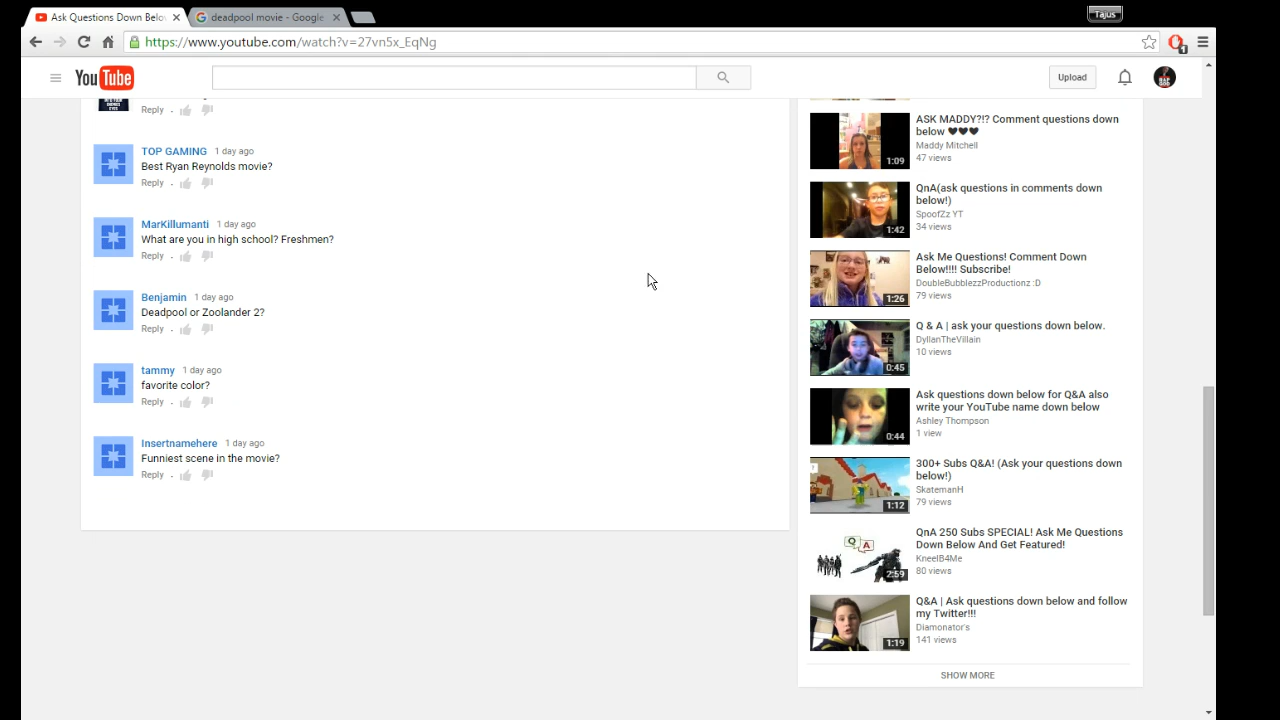 Ask Questions Down Belo
deadpool movie - Google
Tajus
https://www.youtube.com/watch?v=27vn5x_EqNg
1
YouTube
Upload
Reply
TOP GAMING 1 day ago
Best Ryan Reynolds movie?
Reply
MarKillumanti 1 day ago
What are you in high school? Freshmen?
Reply
Benjamin 1 day ago
Deadpool or Zoolander 2?
Reply
tammy 1 day ago
favorite color?
Reply
Insertnamehere 1 day ago
Funniest scene in the movie?
Reply
ASK MADDY?!? Comment questions down
below ♥♥♥
Maddy Mitchell
47 views
1:09
QnA(ask questions in comments down
below!)
SpoofZz YT
34 views
1:42
Ask Me Questions! Comment Down
Below!!!! Subscribe!
DoubleBubblezzProductionz :D
79 views
1:26
Q & A | ask your questions down below.
DyllanTheVillain
10 views
0:45
Ask questions down below for Q&A also
write your YouTube name down below
Ashley Thompson
1 view
0:44
300+ Subs Q&A! (Ask your questions down
below!)
SkatemanH
79 views
1:12
QnA 250 Subs SPECIAL! Ask Me Questions
Down Below And Get Featured!
KneelB4Me
80 views
Q A
2:59
Q&A | Ask questions down below and follow
my Twitter!!!
Diamonator's
141 views
1:19
SHOW MORE